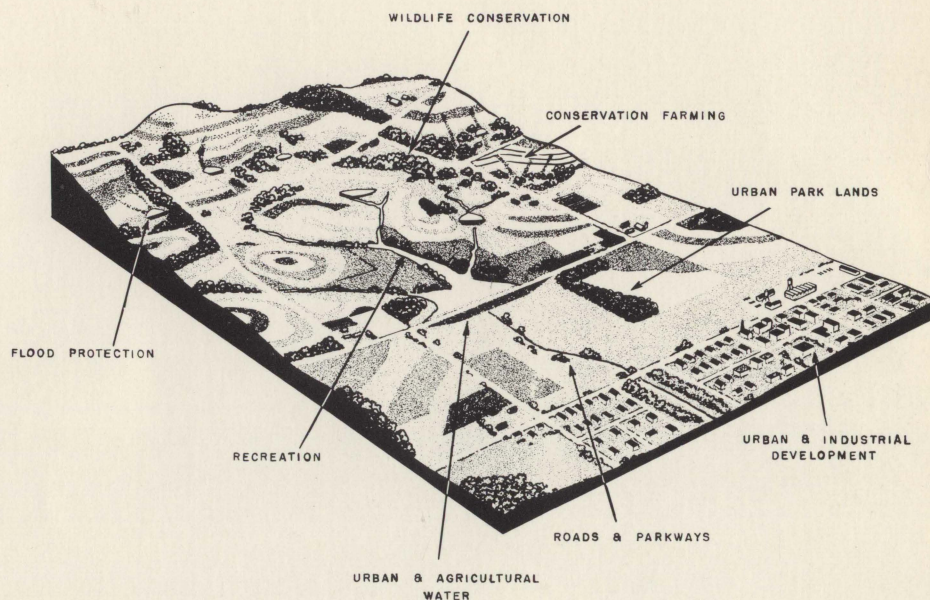 WILDLIFE CONSERVATION
CONSERVATION FARMING
URBAN PARK LANDS
FLOOD PROTECTION
RECREATION
URBAN & INDUSTRIAL
DEVELOPMENT
ROADS & PARKWAYS
URBAN & AGRICULTURAL
WATER